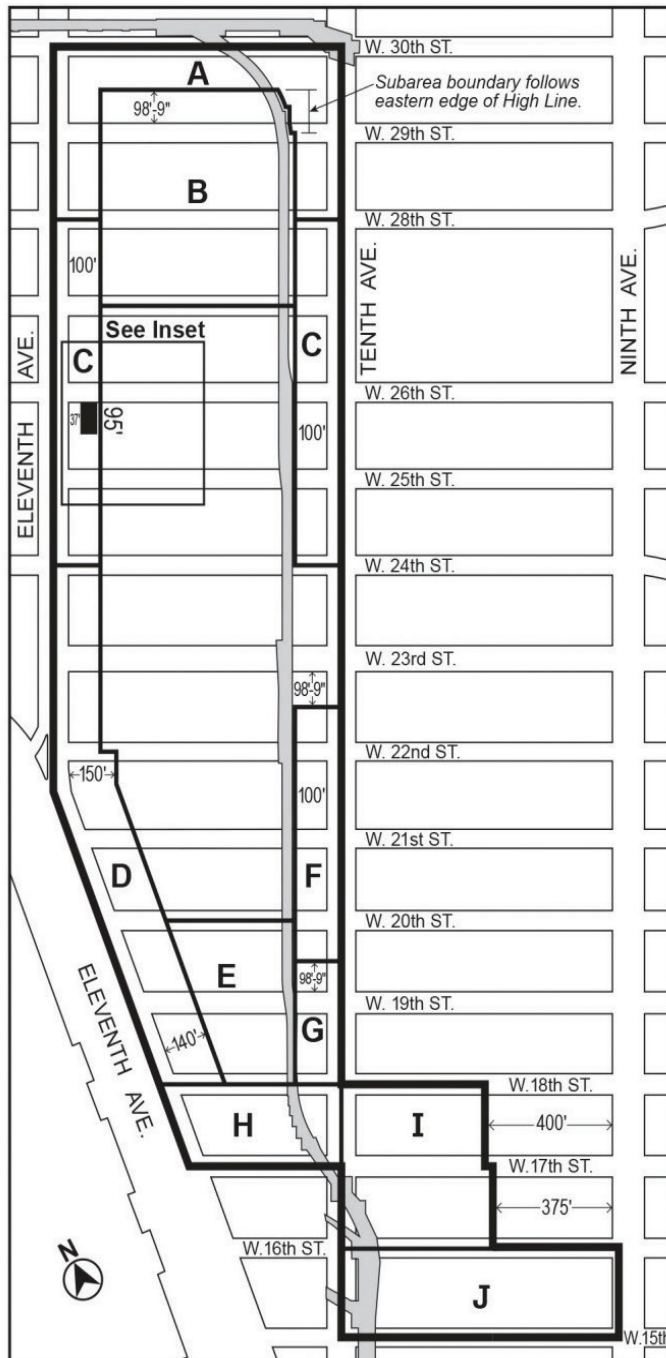 W. 30th ST.
A
Subarea boundary follows
eastern edge of High Line.
98'-9"
W. 29th ST.
B
W. 28th ST.
100'
TENTH AVE.
NINTH AVE.
See Inset
ELEVENTH AVE.
C
C
W. 26th ST.
37'
95'
100'
W. 25th ST.
W. 24th ST.
W. 23rd ST.
98'-9"
W. 22nd ST.
150'
100'
W. 21st ST.
D
F
W. 20th ST.
E
98'-9"
ELEVENTH AVE.
W. 19th ST.
G
140'
W.18th ST.
H
I
400'
W.17th ST.
375'
W.16th ST.
N
J
W.15th